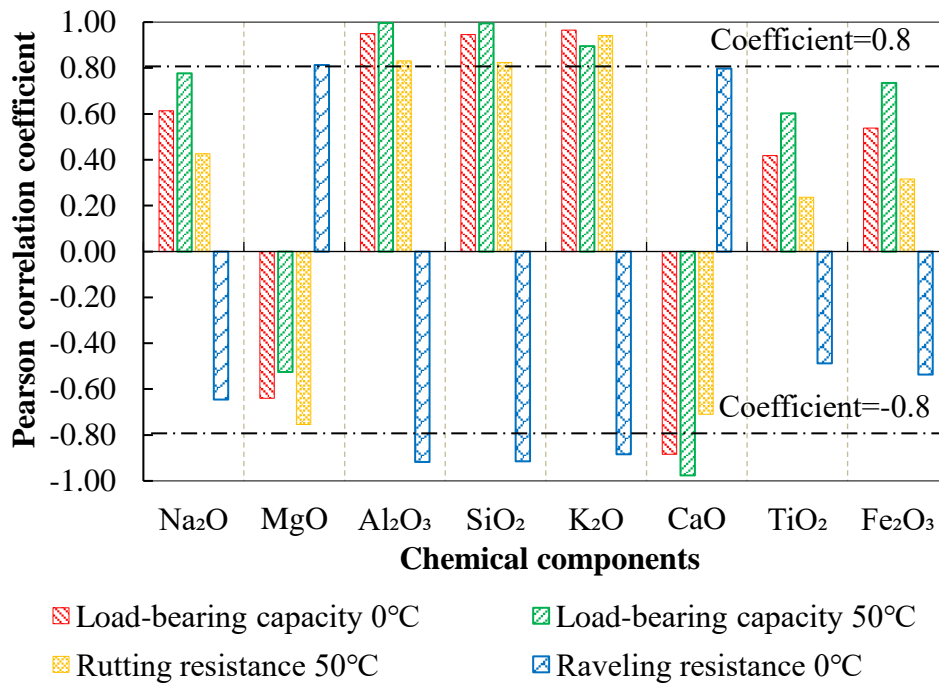 Pearson correlation coefficient
1.00
0.80
0.60
0.40
0.20
0.00
-0.20
-0.40
-0.60
-0.80
-1.00
Coefficient=0.8
Coefficient=-0.8
Na₂O MgO Al₂O₃ SiO₂ K₂O CaO TiO₂ Fe₂O₃
Chemical components
Load-bearing capacity 0℃ Load-bearing capacity 50℃
Rutting resistance 50℃ Raveling resistance 0℃